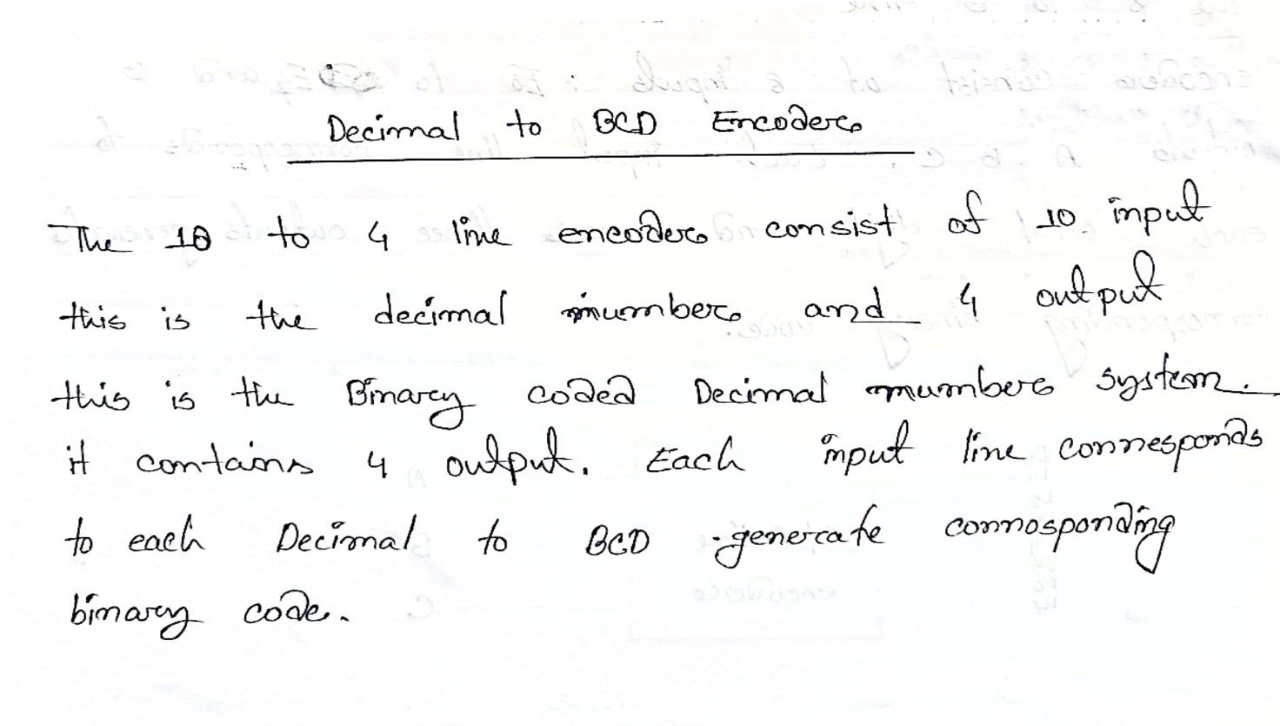 Decimal to BCD Encoder
The 10 to 4 line encoder consist of 10 input
this is the decimal number and 4 output
this is the Binary coded Decimal number system.
it contains 4 output. Each input line corresponds
to each Decimal to BCD generate corrosponding
binary code.